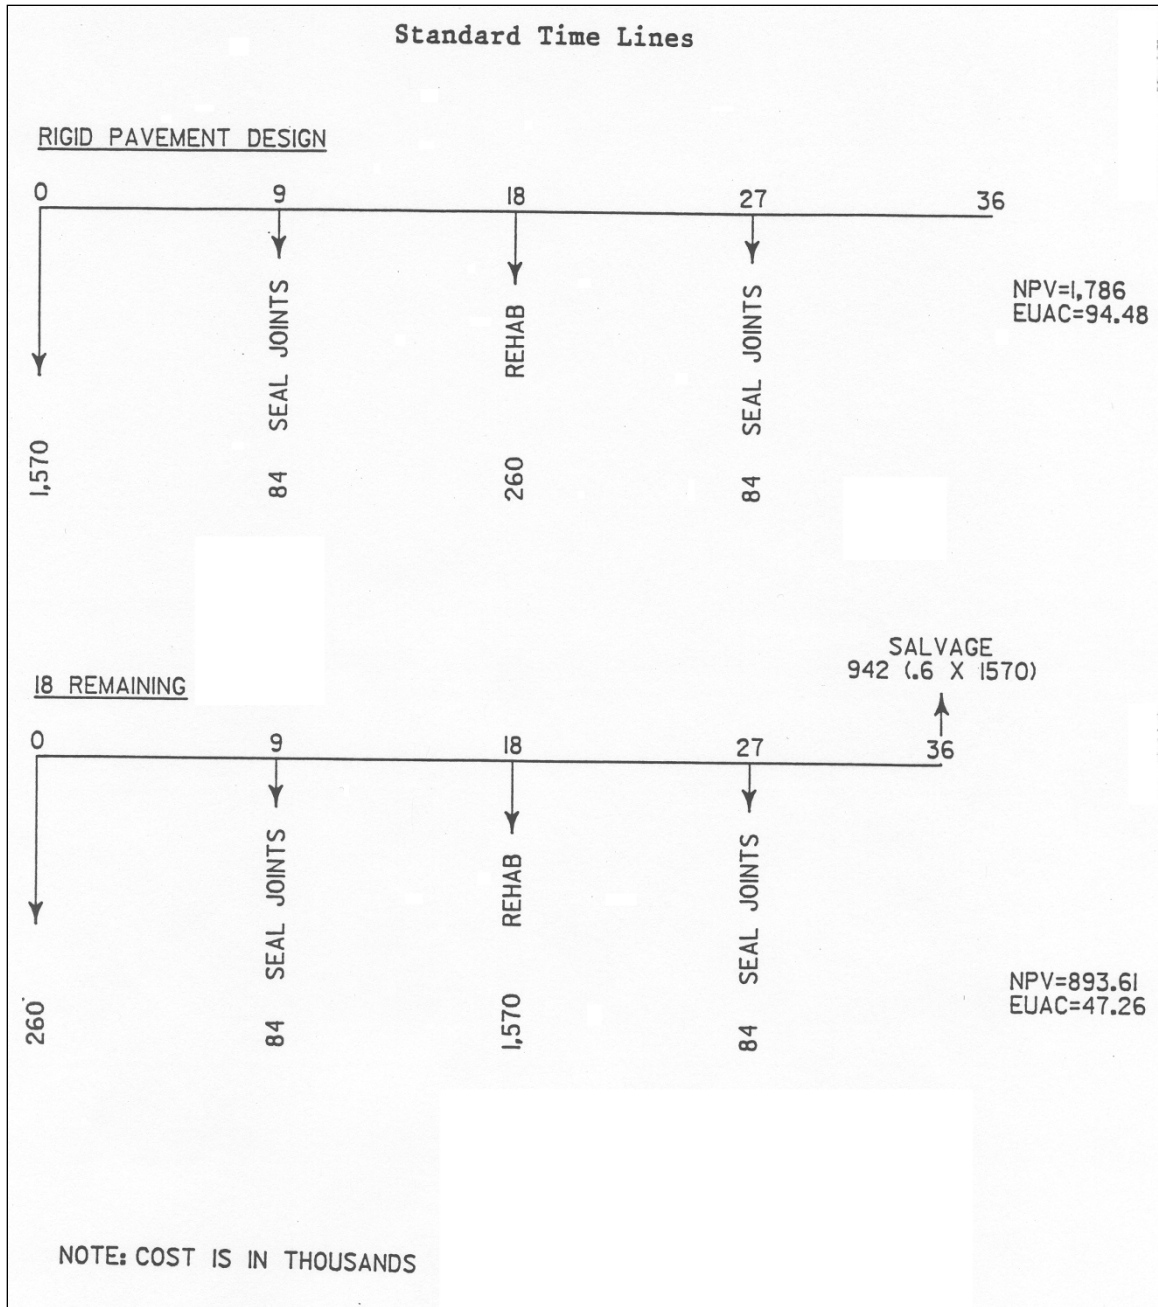 Standard Time Lines
RIGID PAVEMENT DESIGN
0 9 18 27 36
NPV=1,786
EUAC=94.48
1,570
84 SEAL JOINTS
260 REHAB
84 SEAL JOINTS
SALVAGE
942 (.6 X 1570)
18 REMAINING
0 9 18 27 36
260
84 SEAL JOINTS
1,570 REHAB
84 SEAL JOINTS
NPV=893.61
EUAC=47.26
NOTE: COST IS IN THOUSANDS